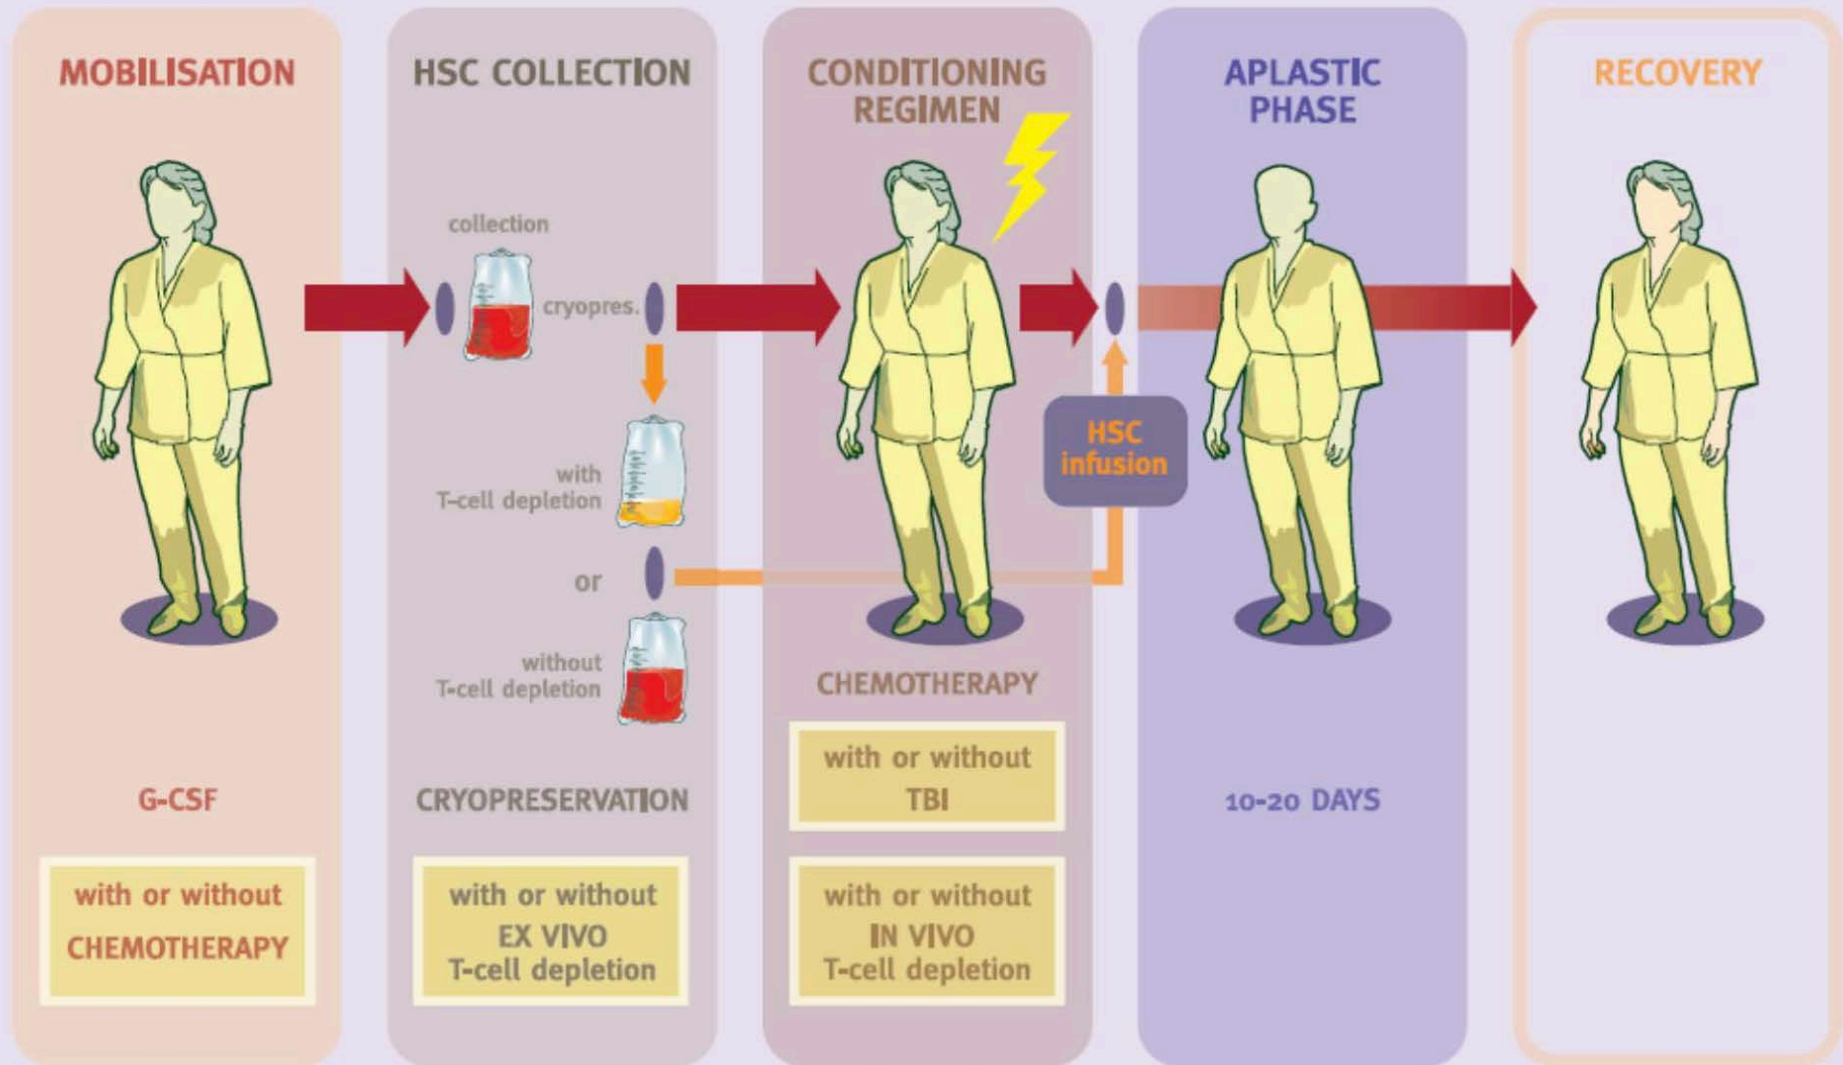 MOBILISATION
G-CSF
with or without
CHEMOTHERAPY
HSC COLLECTION
collection
cryopres.
with
T-cell depletion
or
without
T-cell depletion
CRYOPRESERVATION
with or without
EX VIVO
T-cell depletion
CONDITIONING
REGIMEN
CHEMOTHERAPY
with or without
TBI
with or without
IN VIVO
T-cell depletion
HSC
infusion
APLASTIC
PHASE
10-20 DAYS
RECOVERY